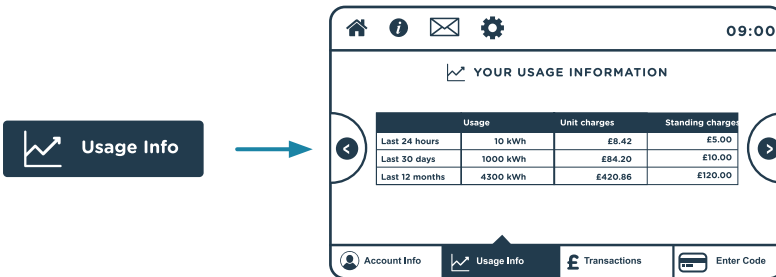 09:00
YOUR USAGE INFORMATION
Usage Info
Usage Unit charges Standing charges
Last 24 hours 10 kWh £8.42 £5.00
Last 30 days 1000 kWh £84.20 £10.00
Last 12 months 4300 kWh £420.86 £120.00
Account Info Usage Info £ Transactions Enter Code